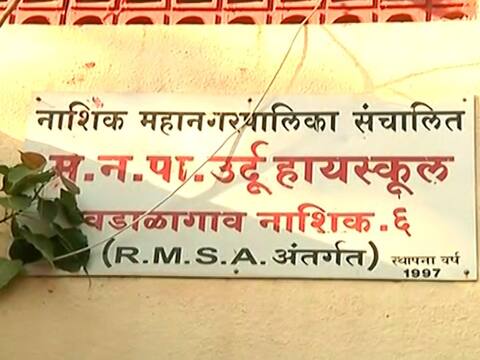 नाशिक महानगरपालिका संचालित
म.न.पा.उर्दू हायस्कूल
वडाळागाव नाशिक.६
(R.M.S.A.अंतर्गत) स्थापना वर्ष
1997